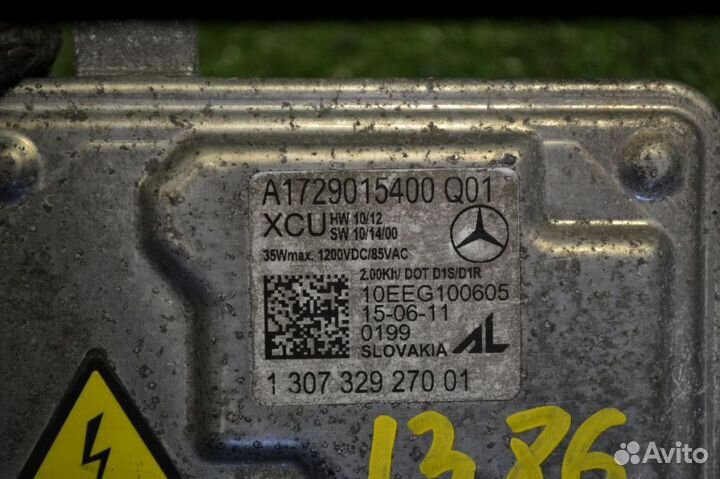 A1729015400 Q01
XCU HW 10/12
SW 10/14/00
35Wmax. 1200VDC/85VAC
2.00Kh/ DOT D1S/D1R
10EEG100605
15-06-11
0199
SLOVAKIA AL
1 307 329 270 01
1386
Avito